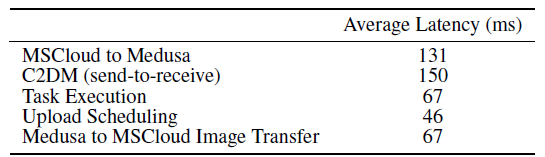 Average Latency (ms)
MSCloud to Medusa 131
C2DM (send-to-receive) 150
Task Execution 67
Upload Scheduling 46
Medusa to MSCloud Image Transfer 67